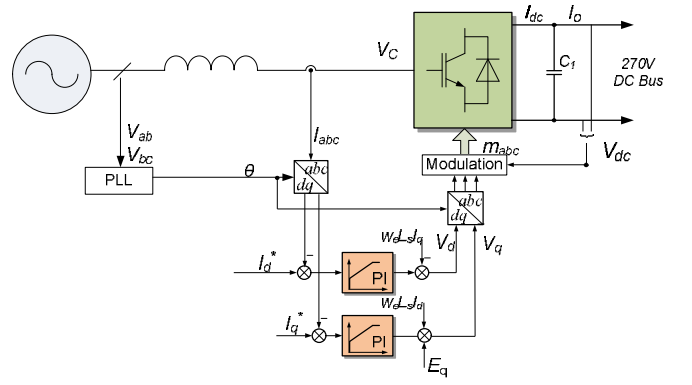 I_dc
I_o
V_C
C_1
270V
DC Bus
V_ab
V_bc
I_abc
m_abc
V_dc
Modulation
PLL
θ
abc
dq
abc
dq
W_eL_sI_q
V_d
V_q
I_d*
–
PI
–
W_eL_sI_d
I_q*
–
PI
E_q